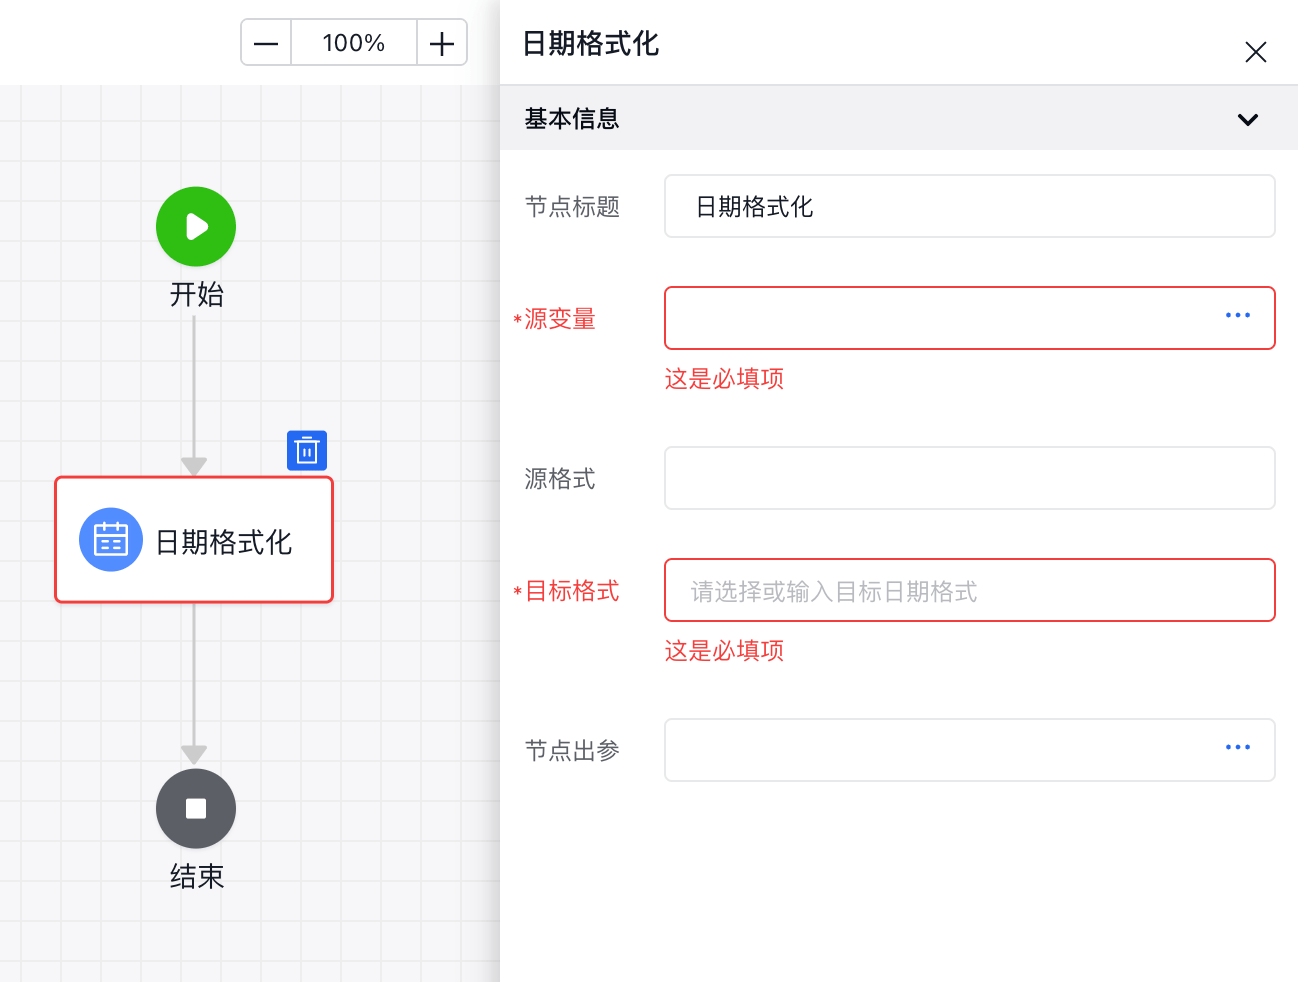 100%
开始
日期格式化
结束
日期格式化
基本信息
节点标题
日期格式化
*源变量
这是必填项
源格式
*目标格式
请选择或输入目标日期格式
这是必填项
节点出参